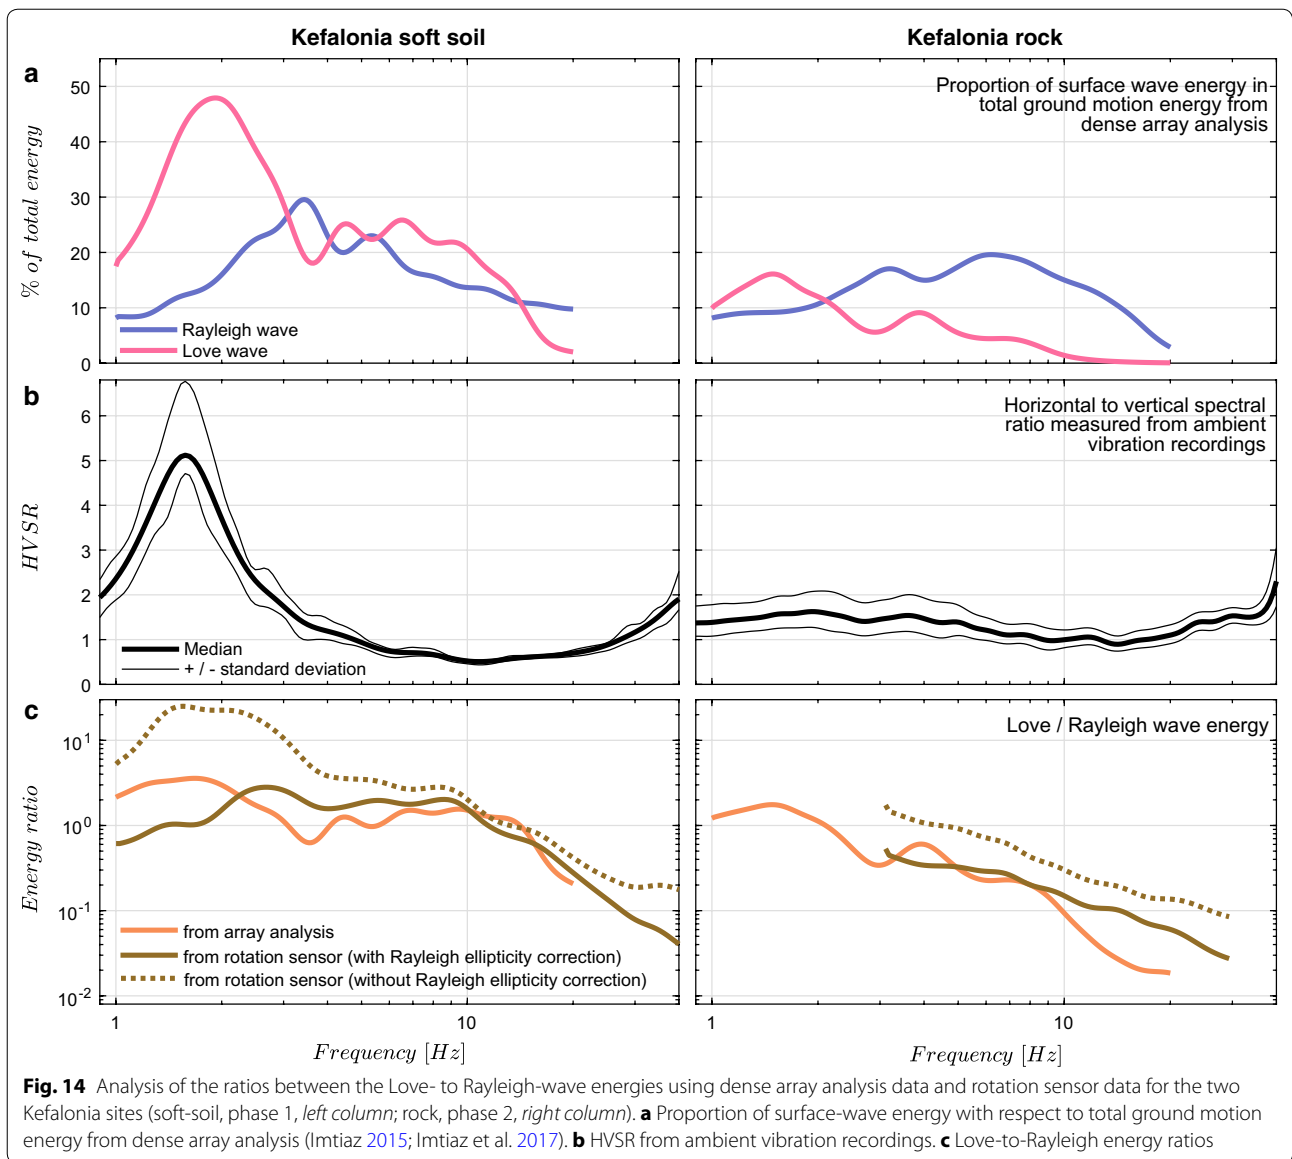 Kefalonia soft soil
Kefalonia rock
a
% of total energy
50
40
30
20
10
0
Rayleigh wave
Love wave
Proportion of surface wave energy in
total ground motion energy from
dense array analysis
b
HVSR
6
5
4
3
2
1
0
Median
+ / - standard deviation
Horizontal to vertical spectral
ratio measured from ambient
vibration recordings
c
Energy ratio
10^1
10^0
10^-1
10^-2
from array analysis
from rotation sensor (with Rayleigh ellipticity correction)
from rotation sensor (without Rayleigh ellipticity correction)
Love / Rayleigh wave energy
1
10
1
10
Frequency [Hz]
Frequency [Hz]
Fig. 14 Analysis of the ratios between the Love- to Rayleigh-wave energies using dense array analysis data and rotation sensor data for the two
Kefalonia sites (soft-soil, phase 1, left column; rock, phase 2, right column). a Proportion of surface-wave energy with respect to total ground motion
energy from dense array analysis (Imtiaz 2015; Imtiaz et al. 2017). b HVSR from ambient vibration recordings. c Love-to-Rayleigh energy ratios